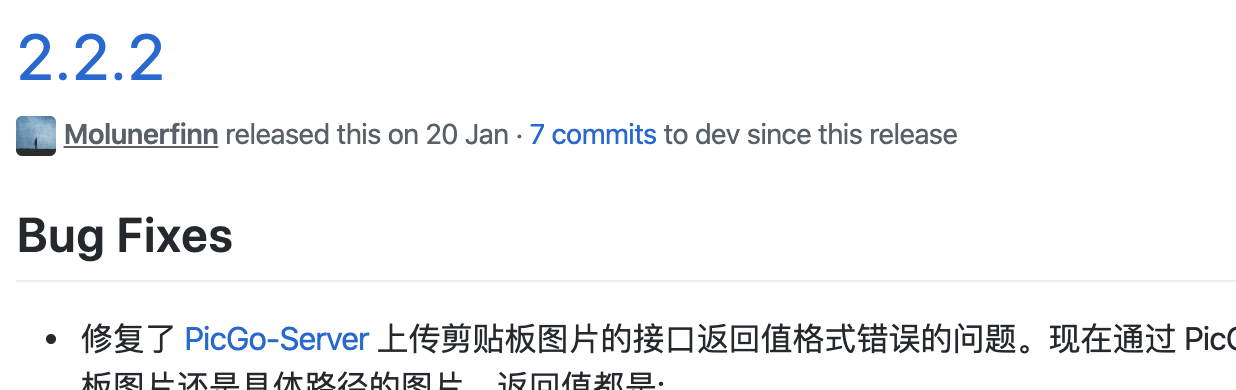 2.2.2
Molunerfinn released this on 20 Jan · 7 commits to dev since this release
Bug Fixes
• 修复了 PicGo-Server 上传剪贴板图片的接口返回值格式错误的问题。现在通过 Pic
板图片还是具体路径的图片，返回值都是: